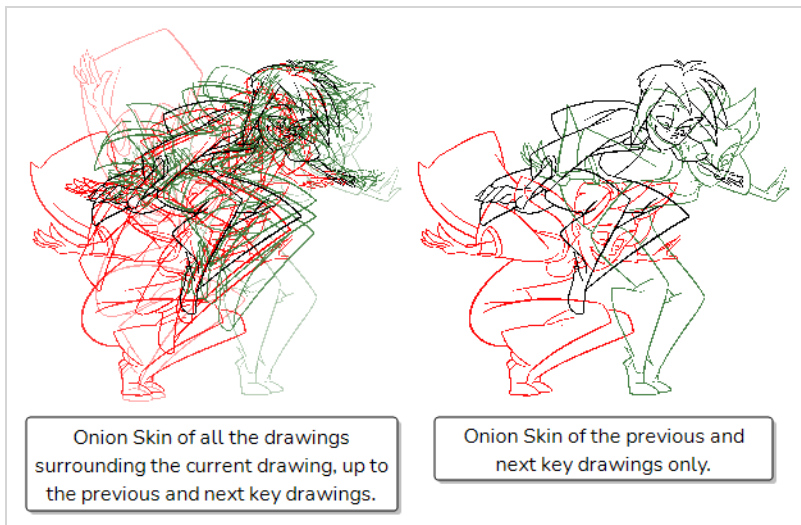 Onion Skin of all the drawings
surrounding the current drawing, up to
the previous and next key drawings.
Onion Skin of the previous and
next key drawings only.